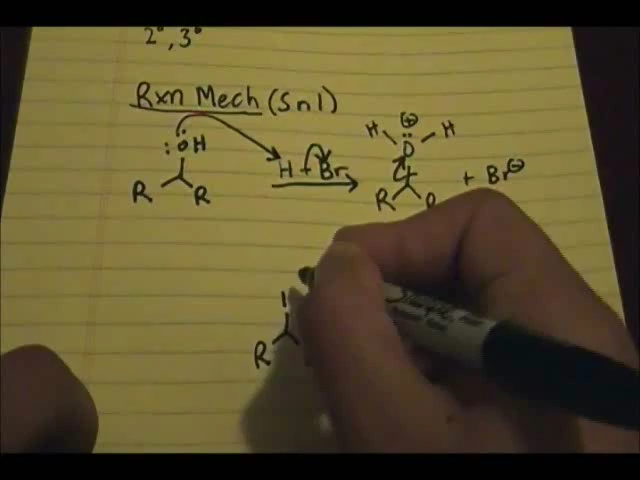 2°, 3°
Rxn Mech (Sn1)
H H
:ÖH H Br
R R R + Br⊖
R